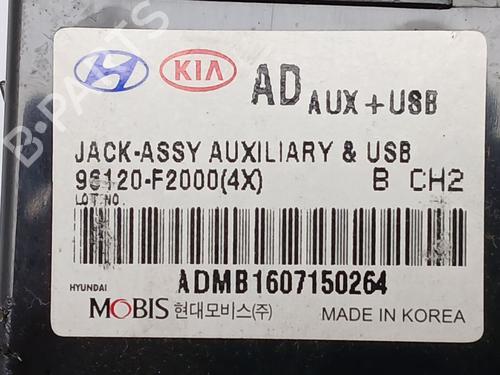 KIA AD AUX + USB
JACK-ASSY AUXILIARY & USB
96120-F2000(4X) B CH2
LOT NO.
ADMB1607150264
HYUNDAI
MOBIS 현대모비스(주) MADE IN KOREA
B-PARTS